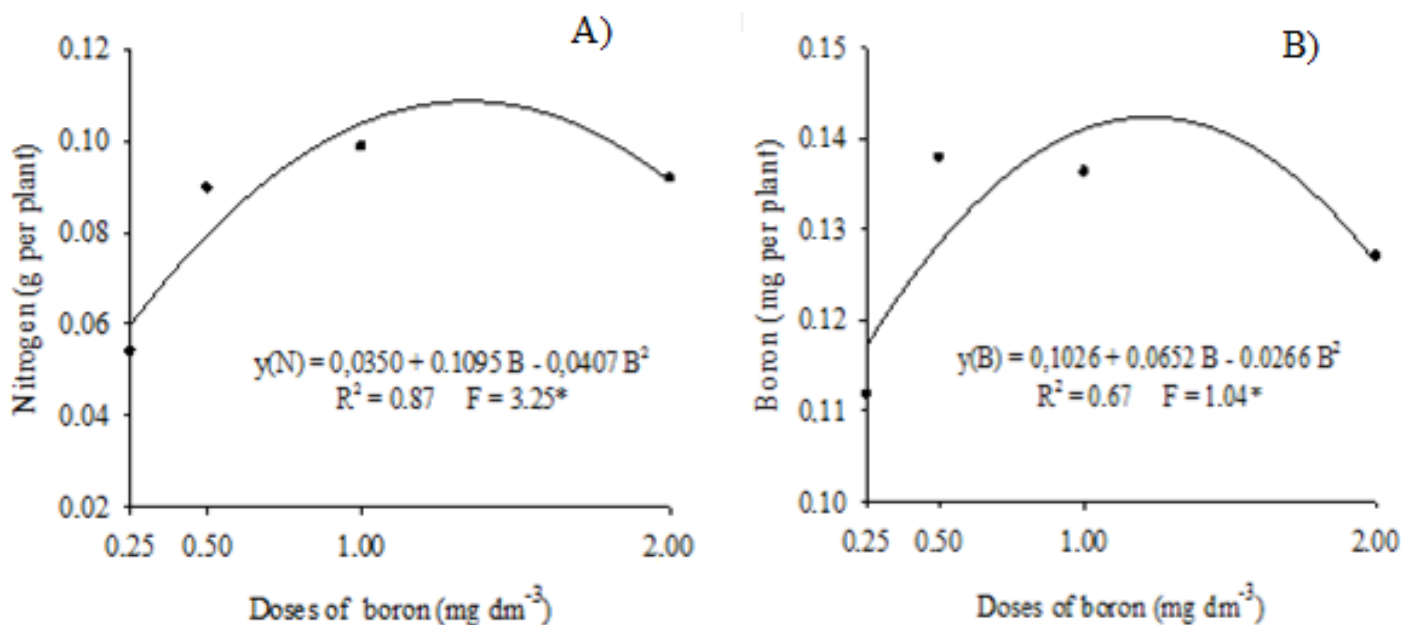 A)
0.12
0.10
0.08
0.06
0.04
0.02
Nitrogen (g per plant)
y(N) = 0,0350 + 0.1095 B - 0,0407 B²
R² = 0.87 F = 3.25*
0.25 0.50 1.00 2.00
Doses of boron (mg dm⁻³)
B)
0.15
0.14
0.13
0.12
0.11
0.10
Boron (mg per plant)
y(B) = 0,1026 + 0.0652 B - 0.0266 B²
R² = 0.67 F = 1.04*
0.25 0.50 1.00 2.00
Doses of boron (mg dm⁻³)